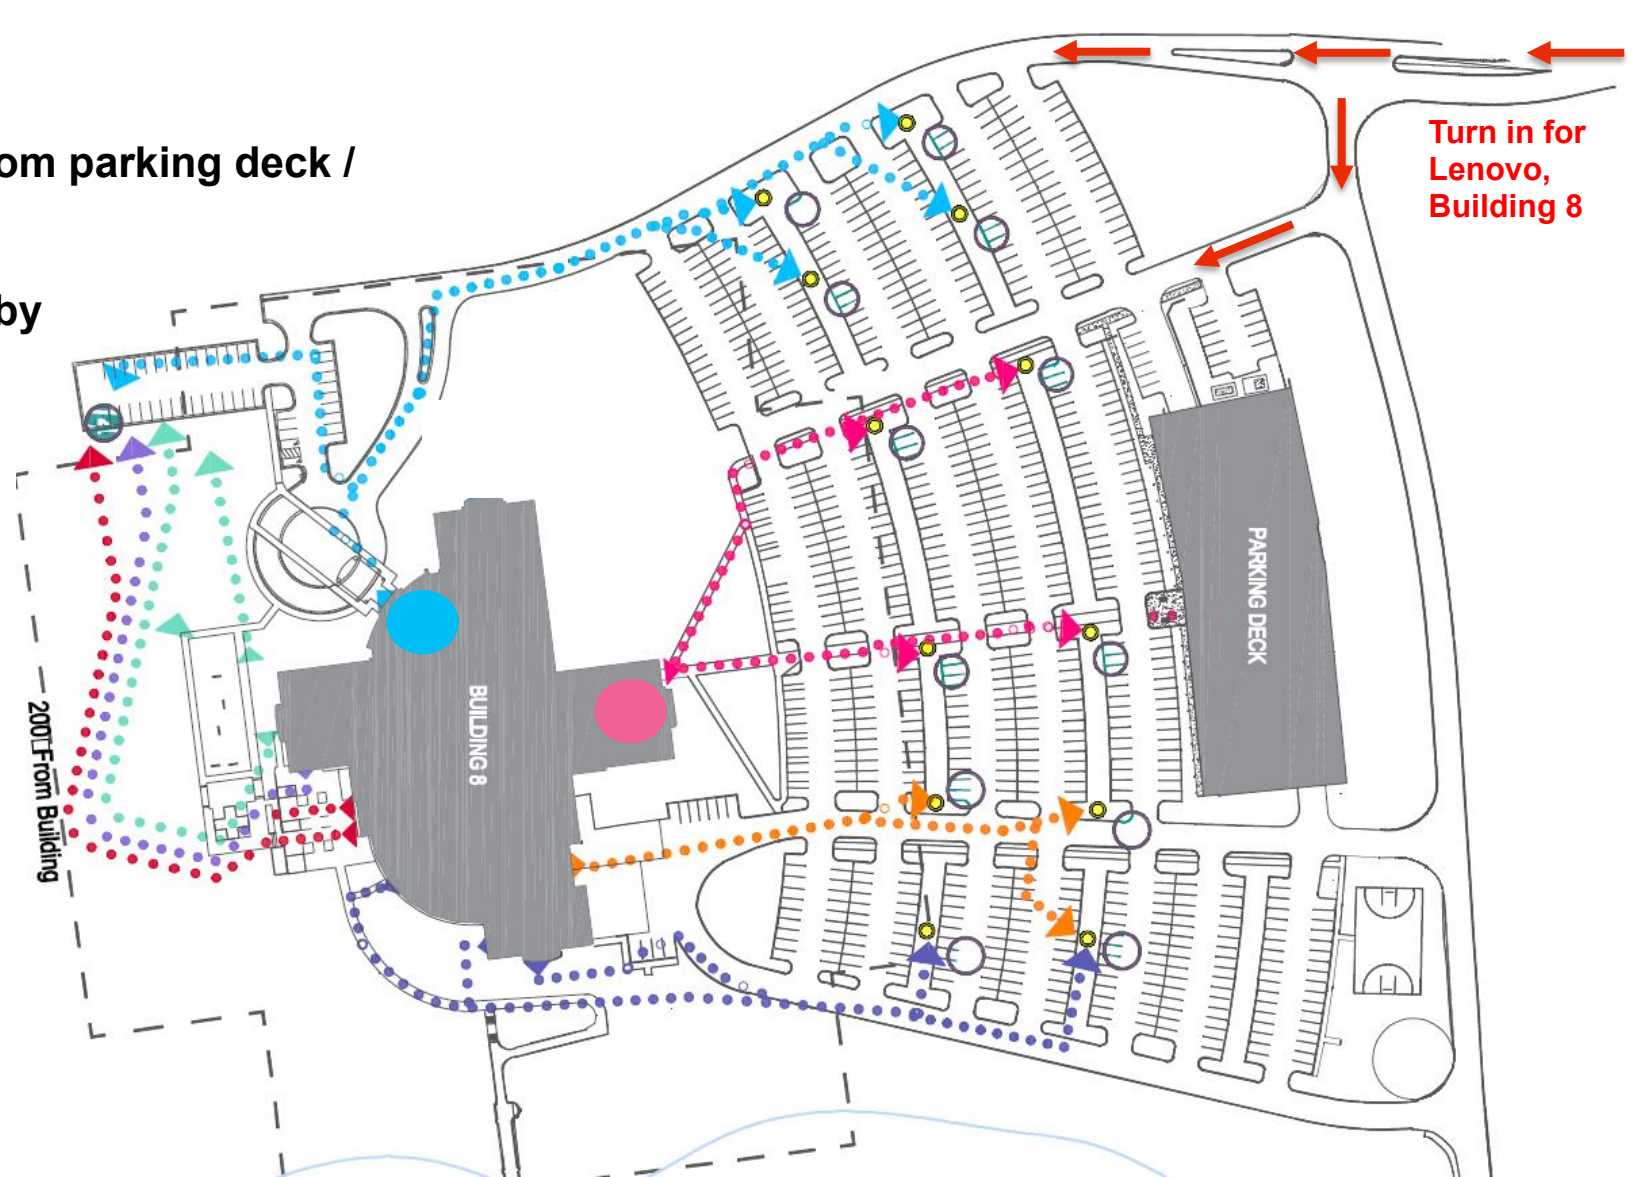 om parking deck /
by
Turn in for
Lenovo,
Building 8
PARKING DECK
BUILDING 8
200' From Building